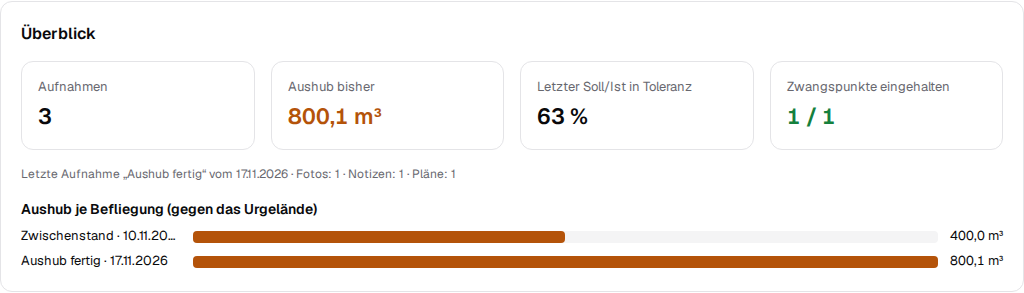 Überblick
Aufnahmen
3
Aushub bisher
800,1 m³
Letzter Soll/Ist in Toleranz
63 %
Zwangspunkte eingehalten
1 / 1
Letzte Aufnahme „Aushub fertig“ vom 17.11.2026 · Fotos: 1 · Notizen: 1 · Pläne: 1
Aushub je Befliegung (gegen das Urgelände)
Zwischenstand · 10.11.20… 400,0 m³
Aushub fertig · 17.11.2026 800,1 m³